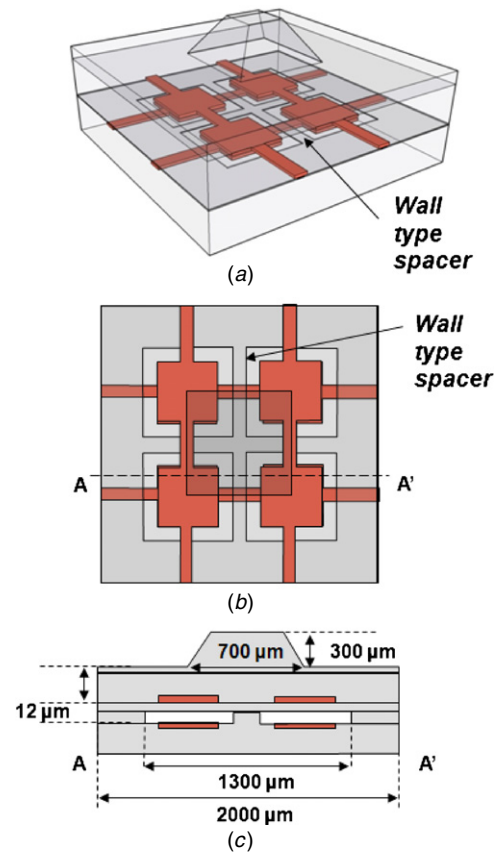 Wall
type
spacer
(a)
Wall
type
spacer
A A'
(b)
700 µm 300 µm
12 µm
A A'
1300 µm
2000 µm
(c)